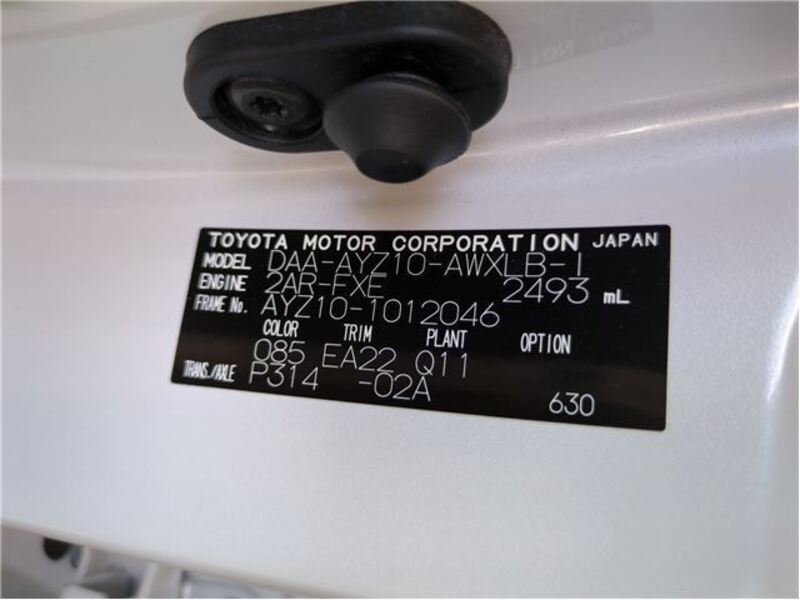 TOYOTA MOTOR CORPORATION JAPAN
MODEL DAA-AYZ10-AWXLB-I
ENGINE 2AR-FXE 2493 mL
FRAME No. AYZ10-1012046
COLOR TRIM PLANT OPTION
085 EA22 Q11
TRANS./AXLE P314 -02A
630